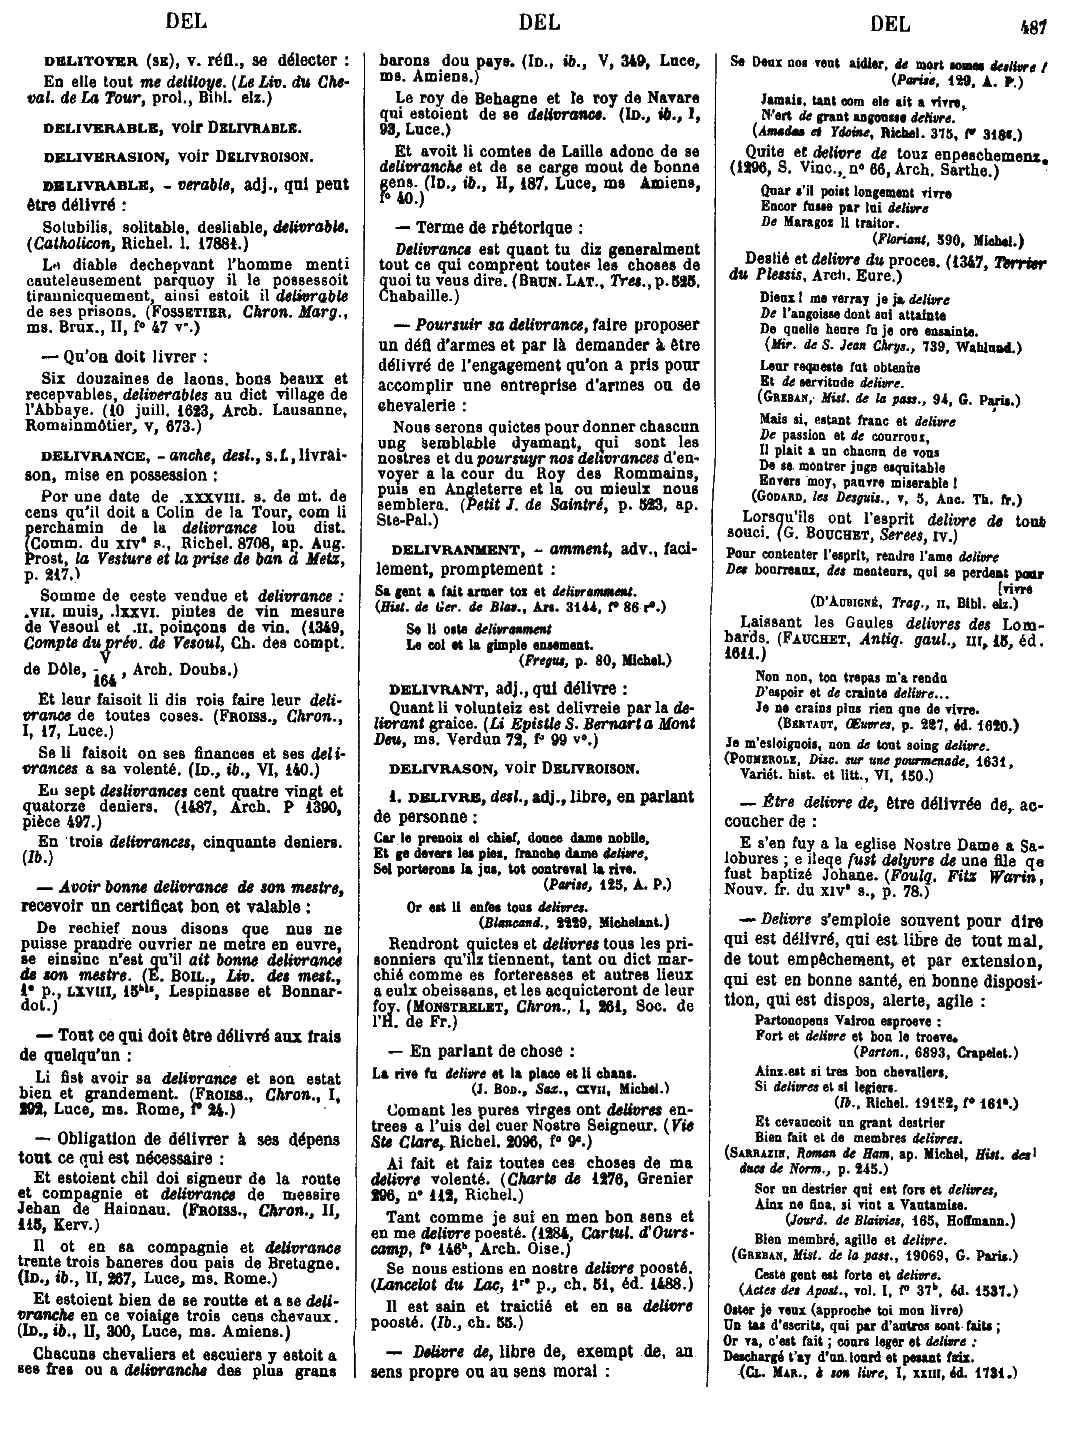 DEL
DEL
DEL
487
DELITOYER (SE), v. réfl., se délecter :
En elle tout me delitoye. (Le Liv. du Che-
val. de La Tour, prol., Bibl. elz.)
DELIVERABLE, voir DELIVRABLE.
DELIVERASION, voir DELIVROISON.
DELIVRABLE, - verable, adj., qui peut
être délivré :
Solubilis, solitable, desliable, delivrable.
(Catholicon, Richel. l. 17881.)
Le diable dechepvant l'homme menti
cauteleusement parquoy il le possessoit
tirannicquement, ainsi estoit il delivrable
de ses prisons. (FOSSETIER, Chron. Marg.,
ms. Brux., II, f° 47 v°.)
— Qu'on doit livrer :
Six douzaines de laons, bons beaux et
recepvables, deliverables au dict village de
l'Abbaye. (10 juill. 1623, Arch. Lausanne,
Romainmôtier, v, 673.)
DELIVRANCE, - anche, desl., s.f., livrai-
son, mise en possession :
Por une date de .XXXVIII. s. de mt. de
cens qu'il doit a Colin de la Tour, com li
perchamin de la delivrance lou dist.
(Comm. du XIV° s., Richel. 8708, ap. Aug.
Prost, la Vesture et la prise de ban à Metz,
p. 217.)
Somme de ceste vendue et delivrance :
.VII. muis, .IXXVI. pintes de vin mesure
de Vesoul et .II. poinçons de vin. (1349,
Compte du prév. de Vesoul, Ch. des compt.
de Dôle, V/164, Arch. Doubs.)
Et leur faisoit li dis rois faire leur deli-
vrance de toutes coses. (FROISS., Chron.,
I, 17, Luce.)
Se li faisoit on ses finances et ses deli-
vrances a sa volenté. (ID., ib., VI, 140.)
En sept deslivrances cent quatre vingt et
quatorze deniers. (1487, Arch. P 1390,
pièce 497.)
En trois delivrances, cinquante deniers.
(Ib.)
— Avoir bonne delivrance de son mestre,
recevoir un certificat bon et valable :
De rechief nous disons que nus ne
puisse prandre ouvrier ne metre en euvre,
se einsinc n'est qu'il ait bonne delivrance
de son mestre. (E. BOIL., Liv. des mest.,
1° p., LXVIII, 15bis, Lespinasse et Bonnar-
dot.)
— Tout ce qui doit être délivré aux frais
de quelqu'un :
Li fist avoir sa delivrance et son estat
bien et grandement. (FROISS., Chron., I,
292, Luce, ms. Rome, f° 24.)
— Obligation de délivrer à ses dépens
tout ce qui est nécessaire :
Et estoient chil doi signeur de la route
et compagnie et delivrance de messire
Jehan de Hainnau. (FROISS., Chron., II,
115, Kerv.)
Il ot en sa compagnie et delivrance
trente trois baneres dou pais de Bretagne.
(ID., ib., II, 267, Luce, ms. Rome.)
Et estoient bien de se routte et a se deli-
vranche en ce voiaige trois cens chevaux.
(ID., ib., II, 300, Luce, ms. Amiens.)
Chacuns chevaliers et escuiers y estoit a
ses fres ou a delivranche des plus grans
barons dou pays. (ID., ib., V, 349, Luce,
ms. Amiens.)
Le roy de Behagne et le roy de Navare
qui estoient de se delivrance. (ID., ib., I,
93, Luce.)
Et avoit li comtes de Laille adonc de se
delivranche et de se carge mout de bonne
gens. (ID., ib., II, 187, Luce, ms Amiens,
f° 40.)
— Terme de rhétorique :
Delivrance est quant tu diz generalment
tout ce qui comprent toutes les choses de
quoi tu veus dire. (BRUN. LAT., Tres., p. 525,
Chabaille.)
— Poursuir sa delivrance, faire proposer
un défi d'armes et par là demander à être
délivré de l'engagement qu'on a pris pour
accomplir une entreprise d'armes ou de
chevalerie :
Nous serons quictes pour donner chascun
ung semblable dyamant, qui sont les
nostres et du poursuyr nos delivrances d'en-
voyer a la cour du Roy des Rommains,
puis en Angleterre et la ou mieulx nous
semblera. (Petit J. de Saintré, p. 523, ap.
Ste-Pal.)
DELIVRANMENT, - amment, adv., faci-
lement, promptement :
Sa gent a fait armer toz et delivramment.
(Hist. de Ger. de Blav., Ars. 3144, f° 86 r°.)
Se li oste delivranment
Le col et la gimple ensement.
(Fregus, p. 80, Michel.)
DELIVRANT, adj., qui délivre :
Quant li volunteiz est delivreie par la de-
livrant graice. (Li Epistle S. Bernart a Mont
Deu, ms. Verdun 72, f° 99 v°.)
DELIVRASON, voir DELIVROISON.
1. DELIVRE, desl., adj., libre, en parlant
de personne :
Car le prenoiz el chief, douce dame nobile,
Et ge devers les piez, franche dame delivre,
Sel porterons la jus, tot contreval la rive.
(Parise, 125, A. P.)
Or est li enfes tous delivres.
(Blancand., 2229, Michelant.)
Rendront quictes et delivres tous les pri-
sonniers qu'ilz tiennent, tant ou dict mar-
chié comme es forteresses et autres lieux
a eulx obeissans, et les acquicteront de leur
foy. (MONSTRELET, Chron., I, 261, Soc. de
l'H. de Fr.)
— En parlant de chose :
La rive fu delivre et la place et li chans.
(J. BOD., Sax., CXVII, Michel.)
Comant les pures virges ont delivres en-
trees a l'uis del cuer Nostre Seigneur. (Vie
Ste Clare, Richel. 2096, f° 9°.)
Ai fait et faiz toutes ces choses de ma
delivre volenté. (Charte de 1276, Grenier
296, n° 112, Richel.)
Tant comme je sui en men bon sens et
en me delivre poesté. (1284, Cartul. d'Ours-
camp, f° 146b, Arch. Oise.)
Se nous estions en nostre delivre poosté.
(Lancelot du Lac, 1re p., ch. 51, éd. 1488.)
Il est sain et traictié et en sa delivre
poosté. (Ib., ch. 55.)
— Delivre de, libre de, exempt de, au
sens propre ou au sens moral :
Se Deux nos veut aidier, de mort somes deslivre !
(Parise, 129, A. P.)
Jamais, tant com ele ait a vivre,
N'ert de grant angousse delivre.
(Amadas et Ydoine, Richel. 375, f° 318e.)
Quite et delivre de touz enpeschemenz.
(1296, S. Vinc., n° 66, Arch. Sarthe.)
Quar s'il poist longement vivre
Encor fusse par lui delivre
De Maragoz li traitor.
(Floriant, 590, Michel.)
Deslié et delivre du proces. (1347, Terrier
du Plessis, Arch. Eure.)
Dieux ! me verray je ja delivre
De l'angoisse dont sui attainte
De quelle heure fu je ore ensainte.
(Mir. de S. Jean Chrys., 739, Wahlund.)
Leur requeste fut obtenue
Et de servitude delivre.
(GREBAN, Mist. de la pass., 94, G. Paris.)
Mais si, estant franc et delivre
De passion et de courroux,
Il plait a un chacun de vous
De se montrer juge esquitable
Envers moy, pauvre miserable !
(GODARD, les Desguis., v, 5, Anc. Th. fr.)
Lorsqu'ils ont l'esprit delivre de tout
souci. (G. BOUCHET, Serees, IV.)
Pour contenter l'esprit, rendre l'ame delivre
Des bourreaux, des menteurs, qui se perdent pour
[vivre
(D'AUBIGNÉ, Trag., II, Bibl. elz.)
Laissant les Gaules delivres des Lom-
bards. (FAUCHET, Antiq. gaul., III, 15, éd.
1611.)
Non non, ton trepas m'a rendu
D'espoir et de crainte delivre...
Je ne crains plus rien que de vivre.
(BERTAUT, Œuvres, p. 227, éd. 1620.)
Je m'esloignois, non de tout soing delivre.
(POUMEROLE, Disc. sur une pourmenade, 1631,
Variét. hist. et litt., VI, 150.)
— Être delivre de, être délivrée de, ac-
coucher de :
E s'en fuy a la eglise Nostre Dame a Sa-
lobures ; e ileqe fust delyvre de une file qe
fust baptizé Johane. (Foulq. Fitz Warin,
Nouv. fr. du XIV° s., p. 78.)
— Delivre s'emploie souvent pour dire
qui est délivré, qui est libre de tout mal,
de tout empêchement, et par extension,
qui est en bonne santé, en bonne disposi-
tion, qui est dispos, alerte, agile :
Partonopeus Vairon esproeve :
Fort et delivre et bon le troeve.
(Parton., 6893, Crapelet.)
Ainz est si tres bon chevaliers,
Si delivres et si legiers.
(Ib., Richel. 19152, f° 161a.)
Et cevaucoit un grant destrier
Bien fait et de membres delivres.
(SARRAZIN, Roman de Ham, ap. Michel, Hist. des
ducs de Norm., p. 245.)
Sor un destrier qui est fors et delivres,
Ainz ne fina, si vint a Vautamise.
(Jourd. de Blaivies, 165, Hoffmann.)
Bien membré, agille et delivre.
(GREBAN, Mist. de la pass., 19069, G. Paris.)
Ceste gent est forte et delivre.
(Actes des Apost., vol. I, f° 37b, éd. 1537.)
Oster je veux (approche toi mon livre)
Un tas d'escrits, qui par d'autres sont faits ;
Or va, c'est fait ; cours leger et delivre :
Deschargé t'ay d'un lourd et pesant faix.
(CL. MAR., à son livre, I, XXIII, éd. 1731.)